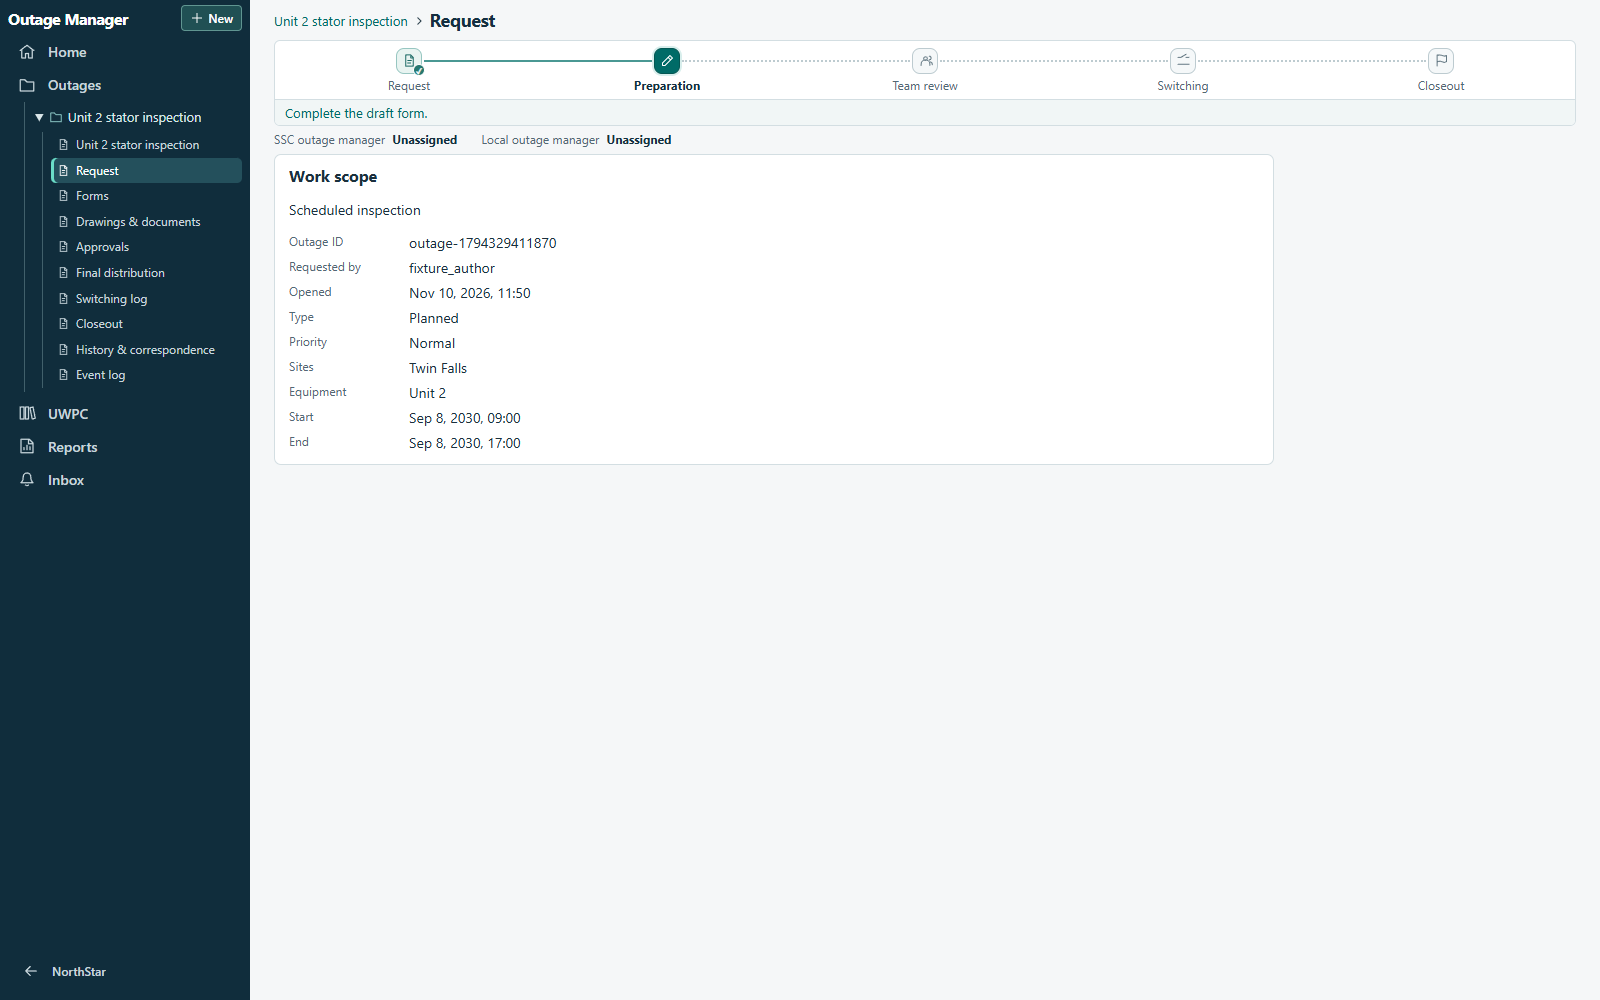 Outage Manager
New
Home
Outages
Unit 2 stator inspection
Unit 2 stator inspection
Request
Forms
Drawings & documents
Approvals
Final distribution
Switching log
Closeout
History & correspondence
Event log
UWPC
Reports
Inbox
NorthStar
Unit 2 stator inspection > Request
Request
Preparation
Team review
Switching
Closeout
Complete the draft form.
SSC outage manager Unassigned Local outage manager Unassigned
Work scope
Scheduled inspection
Outage ID outage-1794329411870
Requested by fixture_author
Opened Nov 10, 2026, 11:50
Type Planned
Priority Normal
Sites Twin Falls
Equipment Unit 2
Start Sep 8, 2030, 09:00
End Sep 8, 2030, 17:00